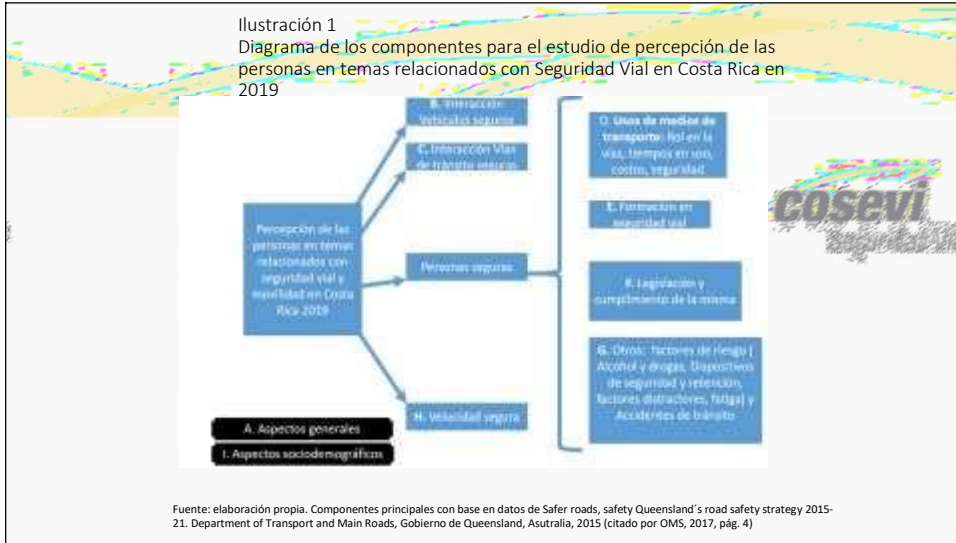 Ilustración 1
Diagrama de los componentes para el estudio de percepción de las
personas en temas relacionados con Seguridad Vial en Costa Rica en
2019
B. Interacción
Vehículos seguros
C. Interacción Vías
de tránsito seguras
Percepción de las
personas en temas
relacionados con
seguridad vial y
movilidad en Costa
Rica 2019
Personas seguras
H. Velocidad segura
D. Usos de medios de
transporte: Rol en la
vías, tiempos en uso,
costos, seguridad
E. Formación en
seguridad vial
F. Legislación y
cumplimiento de la misma
G. Otros: factores de riesgo (
Alcohol y drogas, Dispositivos
de seguridad y retención,
factores distractores, fatiga) y
Accidentes de tránsito
A. Aspectos generales
I. Aspectos sociodemográficos
cosevi
Seguridad
Fuente: elaboración propia. Componentes principales con base en datos de Safer roads, safety Queensland´s road safety strategy 2015-
21. Department of Transport and Main Roads, Gobierno de Queensland, Asutralia, 2015 (citado por OMS, 2017, pág. 4)